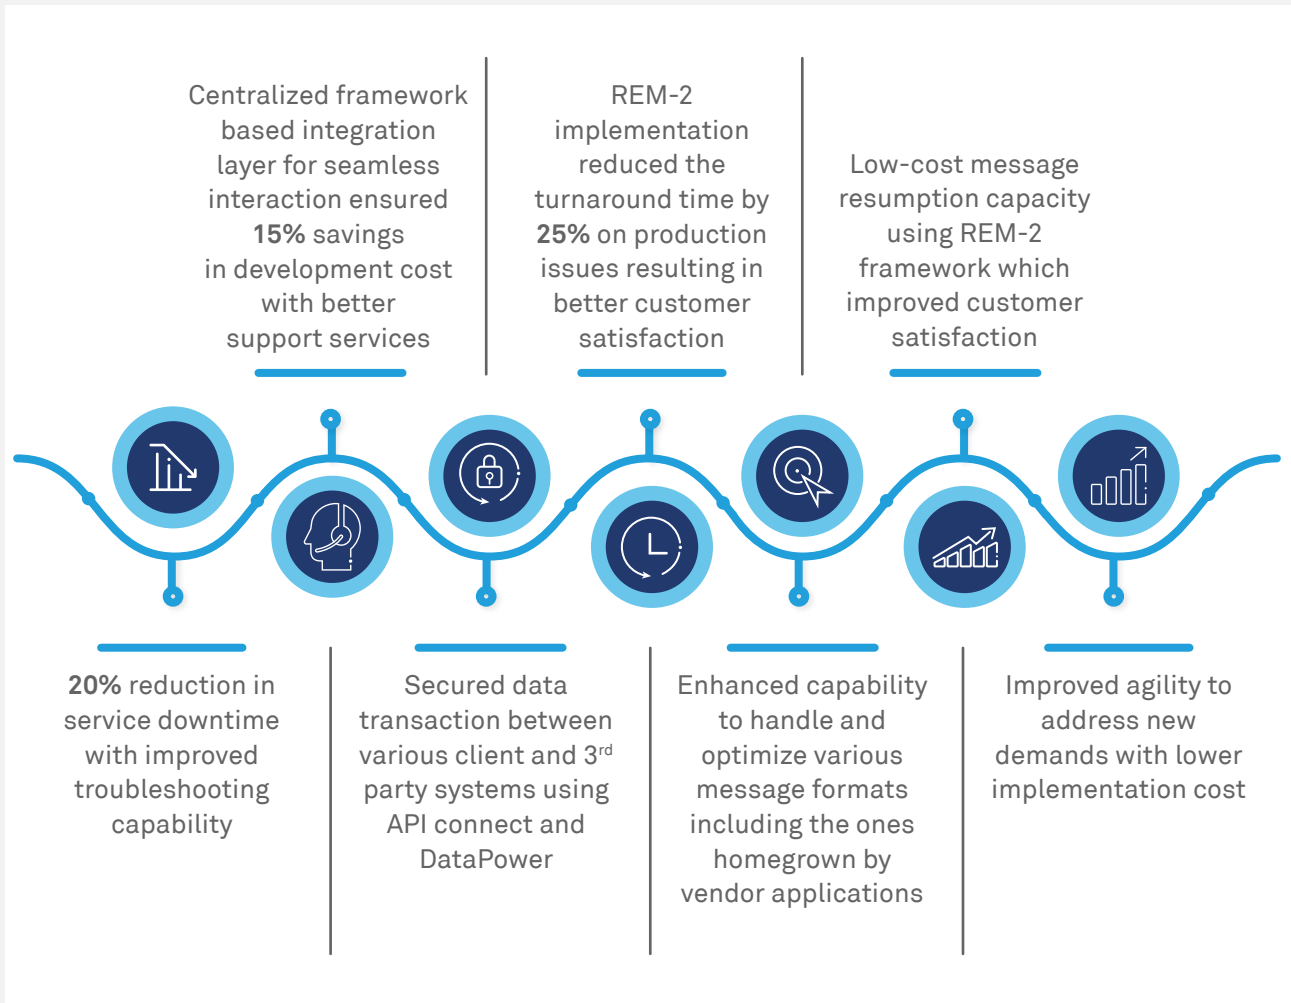 Centralized framework
based integration
layer for seamless
interaction ensured
15% savings
in development cost
with better
support services
REM-2
implementation
reduced the
turnaround time by
25% on production
issues resulting in
better customer
satisfaction
Low-cost message
resumption capacity
using REM-2
framework which
improved customer
satisfaction
20% reduction in
service downtime
with improved
troubleshooting
capability
Secured data
transaction between
various client and 3rd
party systems using
API connect and
DataPower
Enhanced capability
to handle and
optimize various
message formats
including the ones
homegrown by
vendor applications
Improved agility to
address new
demands with lower
implementation cost